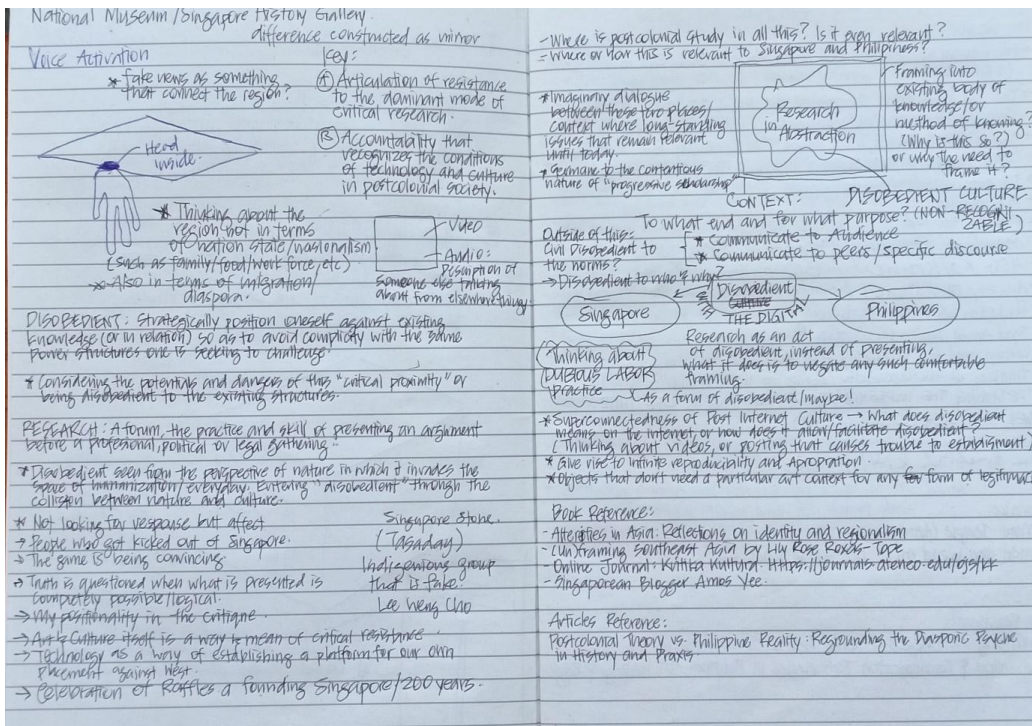 National Museum/Singapore History Gallery.
difference constructed as mirror
Voice Activation
* fake news as something
that connect the region?
Head
inside.
Key:
Ⓐ Articulation of resistance
to the dominant mode of
critical research.
Ⓑ Accountability that
recognizes the conditions
of technology and culture
in postcolonial society.
* Thinking about the
region not in terms
of nation state/nasionalism
(such as family/food/work force, etc)
* Also in terms of migration/
diaspora.
Video
Audio:
Desciption of
someone else talking
about from elsewhere
DISOBEDIENT: Strategically position oneself against existing
knowledge (or in relation) so as to avoid complicity with the same
power structures one is seeking to challenge
* Considering the potentials and dangers of this "critical proximity" or
being disobedient to the existing structures.
RESEARCH: A forum, the practice and skill of presenting an argument
before a profesional, political or legal gathering
* Disobedient seen from the perspective of nature in which it invades the
space of humanization/everyday. Entering "disobedient" through the
collision between nature and culture.
* Not looking for response but affect
→ People who got kicked out of Singapore.
→ The game is being convincing.
→ Truth is questioned when what is presented is
completely possible/logical.
→ My positionality in the critique
→ Art & Culture itself is a way & mean of critical resistance.
→ Technology as a way of establishing a platform for our own
placement against West.
→ Celebration of Raffles a founding Singapore/200 years.
Singapore Stone.
(Tasaday)
Indigenious group
that is fake.
Lee Weng Cho
- Where is postcolonial study in all this? Is it even relevant?
- Where or how this is relevant to Singapore and Philipiness?
* Imaginary dialogue
between these two places/
context where long-standing
issues that remain relevant
until today.
* Germane to the contentious
nature of "progressive scholarship"
Research
in Abstraction
Framing into
existing body of
knowledge/or
method of knowing?
(Why is this so?)
or why the need to
frame it?
CONTEXT: DISOBEDIENT CULTURE
To what end and for what purpose? (NON-RECOGNI
ZABLE)
Outside of this:
Civil Disobedient to
the norms?
→ Disobedient to who & why?
* Communicate to Audience
* Communicate to peers/specific discourse
Singapore
Disobedient
Culture
THE DIGITAL
Philippines
Thinking about
DUBIOUS LABOR
practice
Research as an act
of disobedient, instead of presenting,
what it does is to negate any such comfortable
framing.
As a form of disobedient/maybe!
* Superconnectedness of Post Internet Culture → What does disobedient
means on the internet, or how does it allow/facilitate disobedient?
(Thinking about videos, or posting that causes trouble to establisment)
* Give rise to infinite reproducibility and Apropration.
* Objects that don't need a particular art context for any for form of legitimacy
Book Reference:
- Alterities in Asia: Reflections on identity and regionalism
- (Un)framing Southeast Asia by Lily Rose Roxas-Tope
- Online Journal: Kritika Kultura. https://journals.ateneo.edu/ojs/kk
- Singaporean Blogger Amos Yee.
Articles Reference:
Postcolonial Theory vs. Philippine Reality: Regrounding the Diasporic Psyche
in History and Praxis